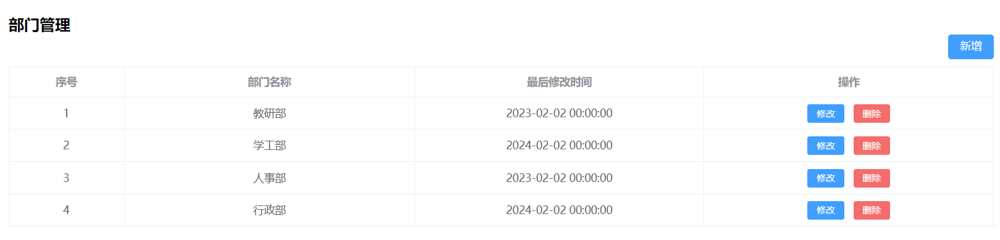 部门管理
新增
序号 部门名称 最后修改时间 操作
1 教研部 2023-02-02 00:00:00 修改 删除
2 学工部 2024-02-02 00:00:00 修改 删除
3 人事部 2023-02-02 00:00:00 修改 删除
4 行政部 2024-02-02 00:00:00 修改 删除